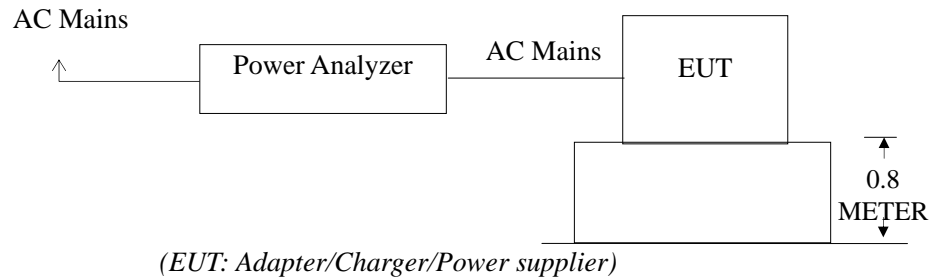 AC Mains
Power Analyzer
AC Mains
EUT
0.8
METER
(EUT: Adapter/Charger/Power supplier)